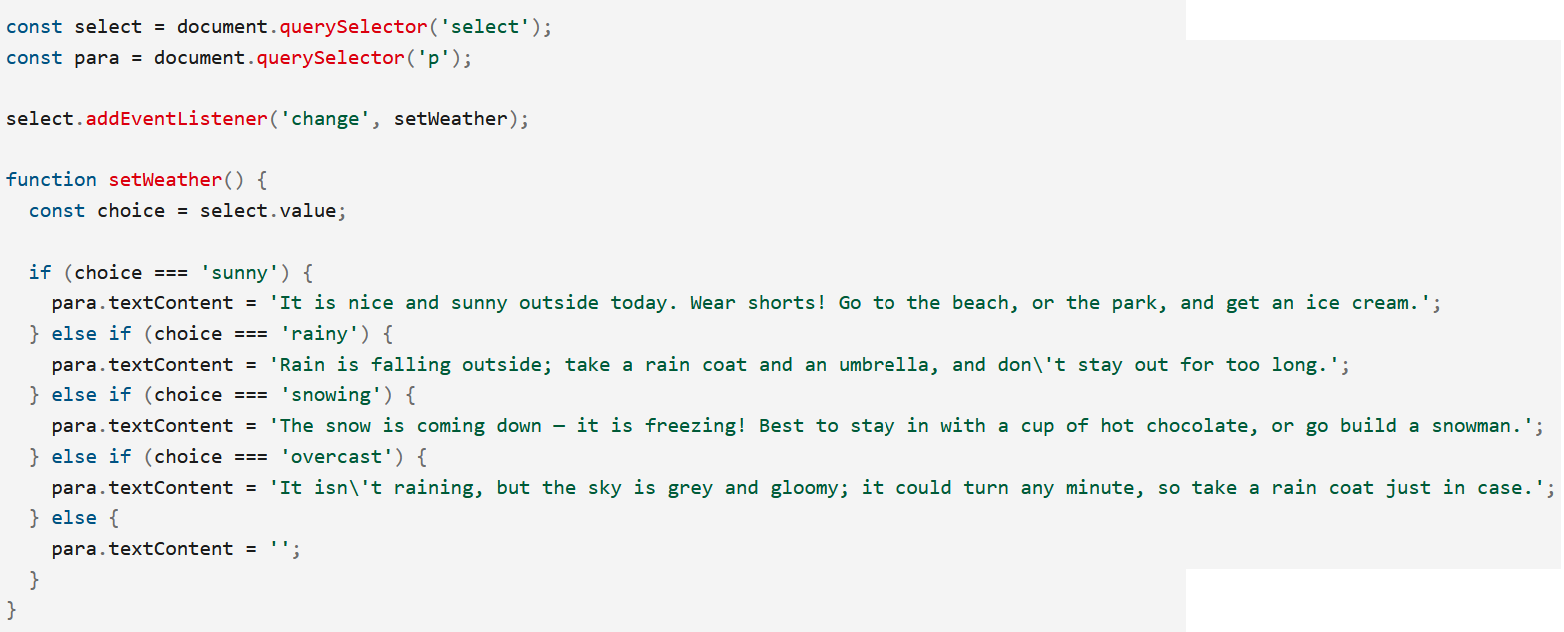 const select = document.querySelector('select');
const para = document.querySelector('p');

select.addEventListener('change', setWeather);

function setWeather() {
  const choice = select.value;

  if (choice === 'sunny') {
    para.textContent = 'It is nice and sunny outside today. Wear shorts! Go to the beach, or the park, and get an ice cream.';
  } else if (choice === 'rainy') {
    para.textContent = 'Rain is falling outside; take a rain coat and an umbrella, and don\'t stay out for too long.';
  } else if (choice === 'snowing') {
    para.textContent = 'The snow is coming down — it is freezing! Best to stay in with a cup of hot chocolate, or go build a snowman.';
  } else if (choice === 'overcast') {
    para.textContent = 'It isn\'t raining, but the sky is grey and gloomy; it could turn any minute, so take a rain coat just in case.';
  } else {
    para.textContent = '';
  }
}